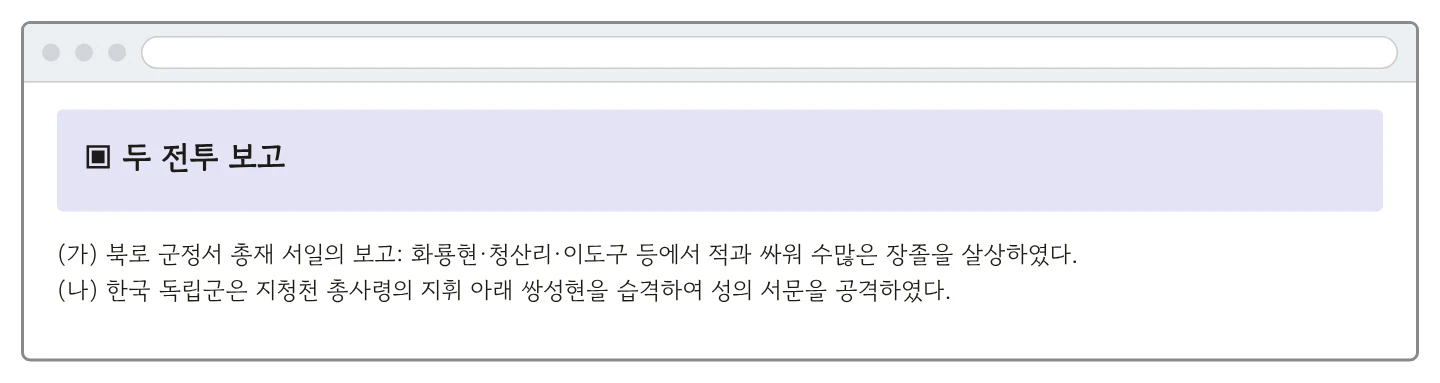 ▣ 두 전투 보고
(가) 북로 군정서 총재 서일의 보고: 화룡현·청산리·이도구 등에서 적과 싸워 수많은 장졸을 살상하였다.
(나) 한국 독립군은 지청천 총사령의 지휘 아래 쌍성현을 습격하여 성의 서문을 공격하였다.